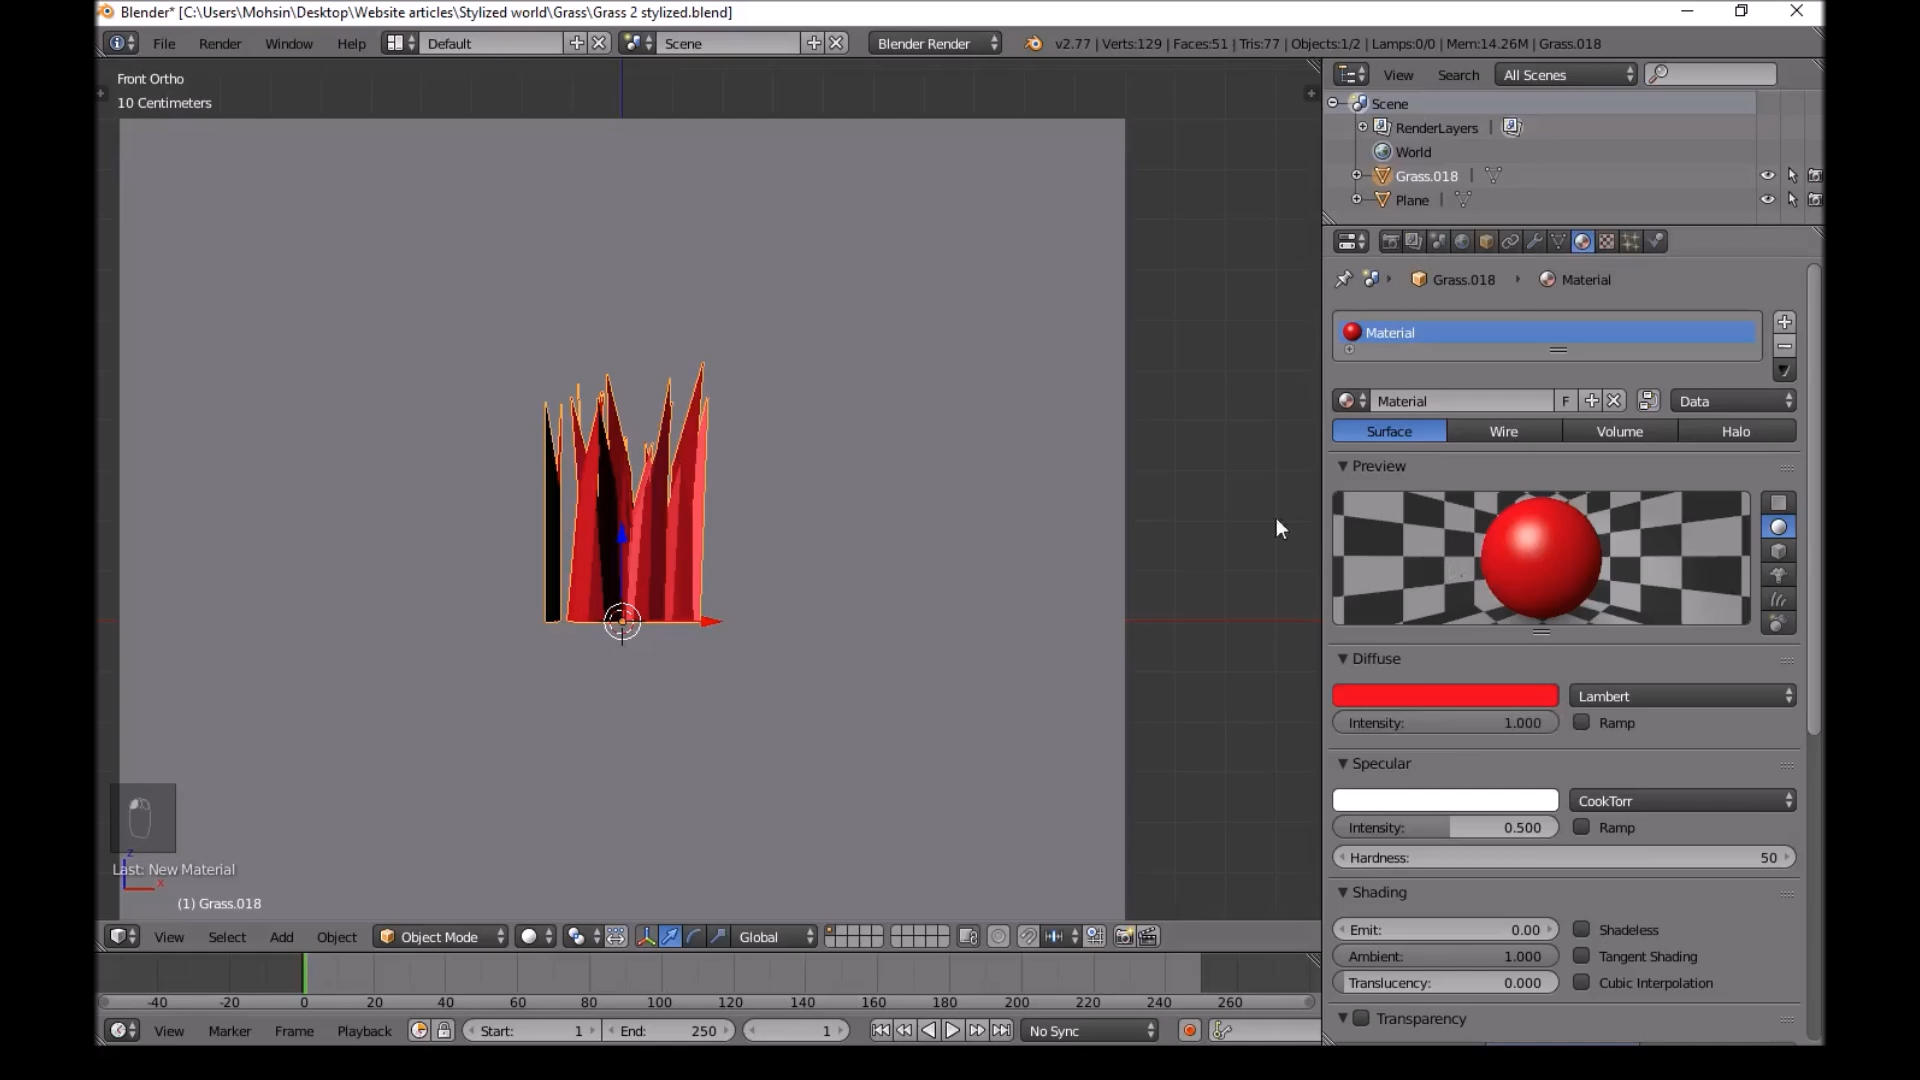 Blender* [C:\Users\Mohsin\Desktop\Website articles\Stylized world\Grass\Grass 2 stylized.blend]
File Render Window Help Default Scene Blender Render v2.77 | Verts:129 | Faces:51 | Tris:77 | Objects:1/2 | Lamps:0/0 | Mem:14.26M | Grass.018
Front Ortho
10 Centimeters
View Search All Scenes
Scene
RenderLayers |
World
Grass.018 |
Plane |
Grass.018 Material
Material
Material F Data
Surface Wire Volume Halo
Preview
Diffuse
Lambert
Intensity: 1.000 Ramp
Specular
CookTorr
Intensity: 0.500 Ramp
Hardness: 50
Shading
Emit: 0.00 Shadeless
Ambient: 1.000 Tangent Shading
Translucency: 0.000 Cubic Interpolation
Transparency
z
Last: New Material
x
(1) Grass.018
View Select Add Object Object Mode Global
-40 -20 0 20 40 60 80 100 120 140 160 180 200 220 240 260
View Marker Frame Playback Start: 1 End: 250 1 No Sync